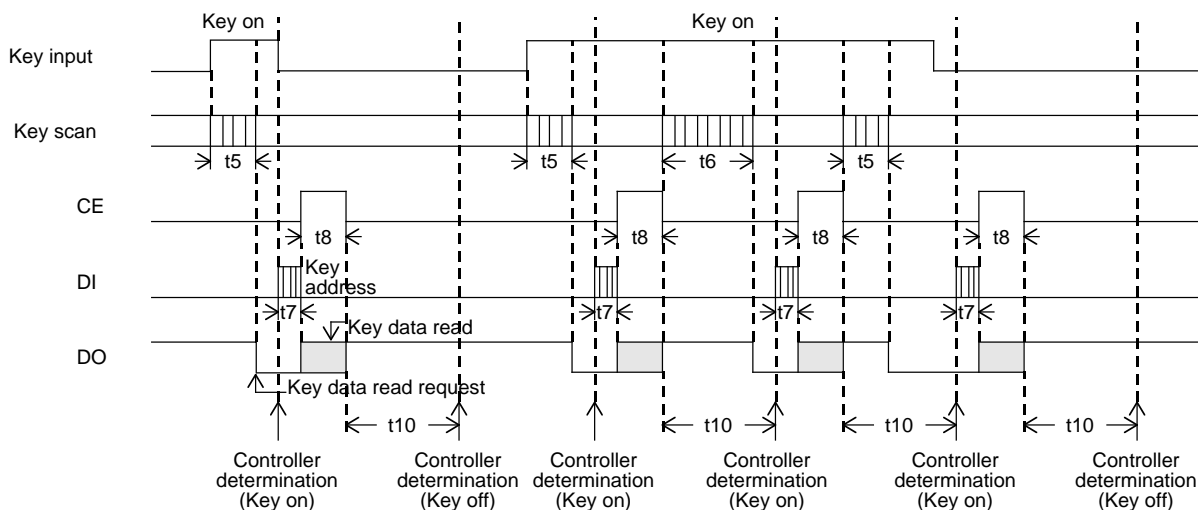 Key on
Key on
Key input
Key scan
t5
t5
t6
t5
CE
t8
t8
t8
t8
DI
Key
address
t7
t7
t7
t7
Key data read
DO
Key data read request
t10
t10
t10
t10
Controller
determination
(Key on)
Controller
determination
(Key off)
Controller
determination
(Key on)
Controller
determination
(Key on)
Controller
determination
(Key on)
Controller
determination
(Key off)